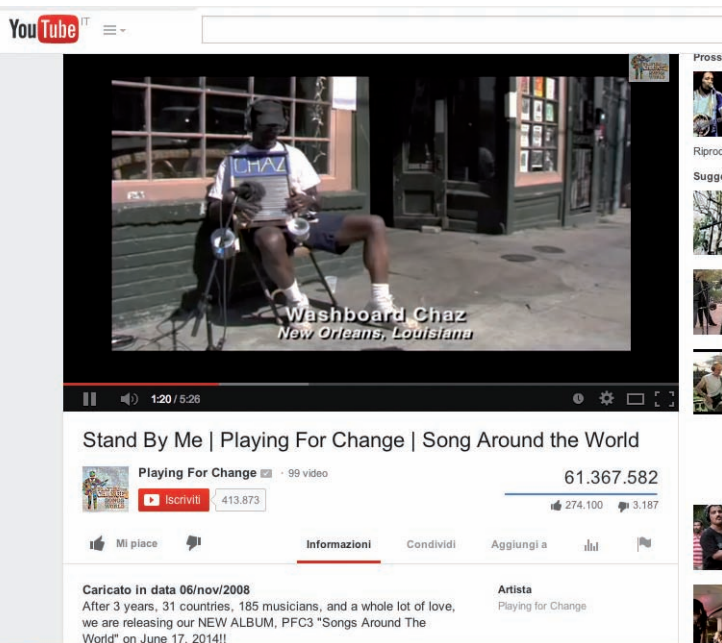 YouTube IT
Pross
CHAZ
Washboard Chaz
New Orleans, Louisiana
Riprod
Sugge
1:20 / 5:26
Stand By Me | Playing For Change | Song Around the World
Playing For Change · 99 video
Iscriviti 413.873
61.367.582
274.100 3.187
Mi piace Informazioni Condividi Aggiungi a
Caricato in data 06/nov/2008
After 3 years, 31 countries, 185 musicians, and a whole lot of love,
we are releasing our NEW ALBUM, PFC3 "Songs Around The
World" on June 17, 2014!!
Artista
Playing for Change